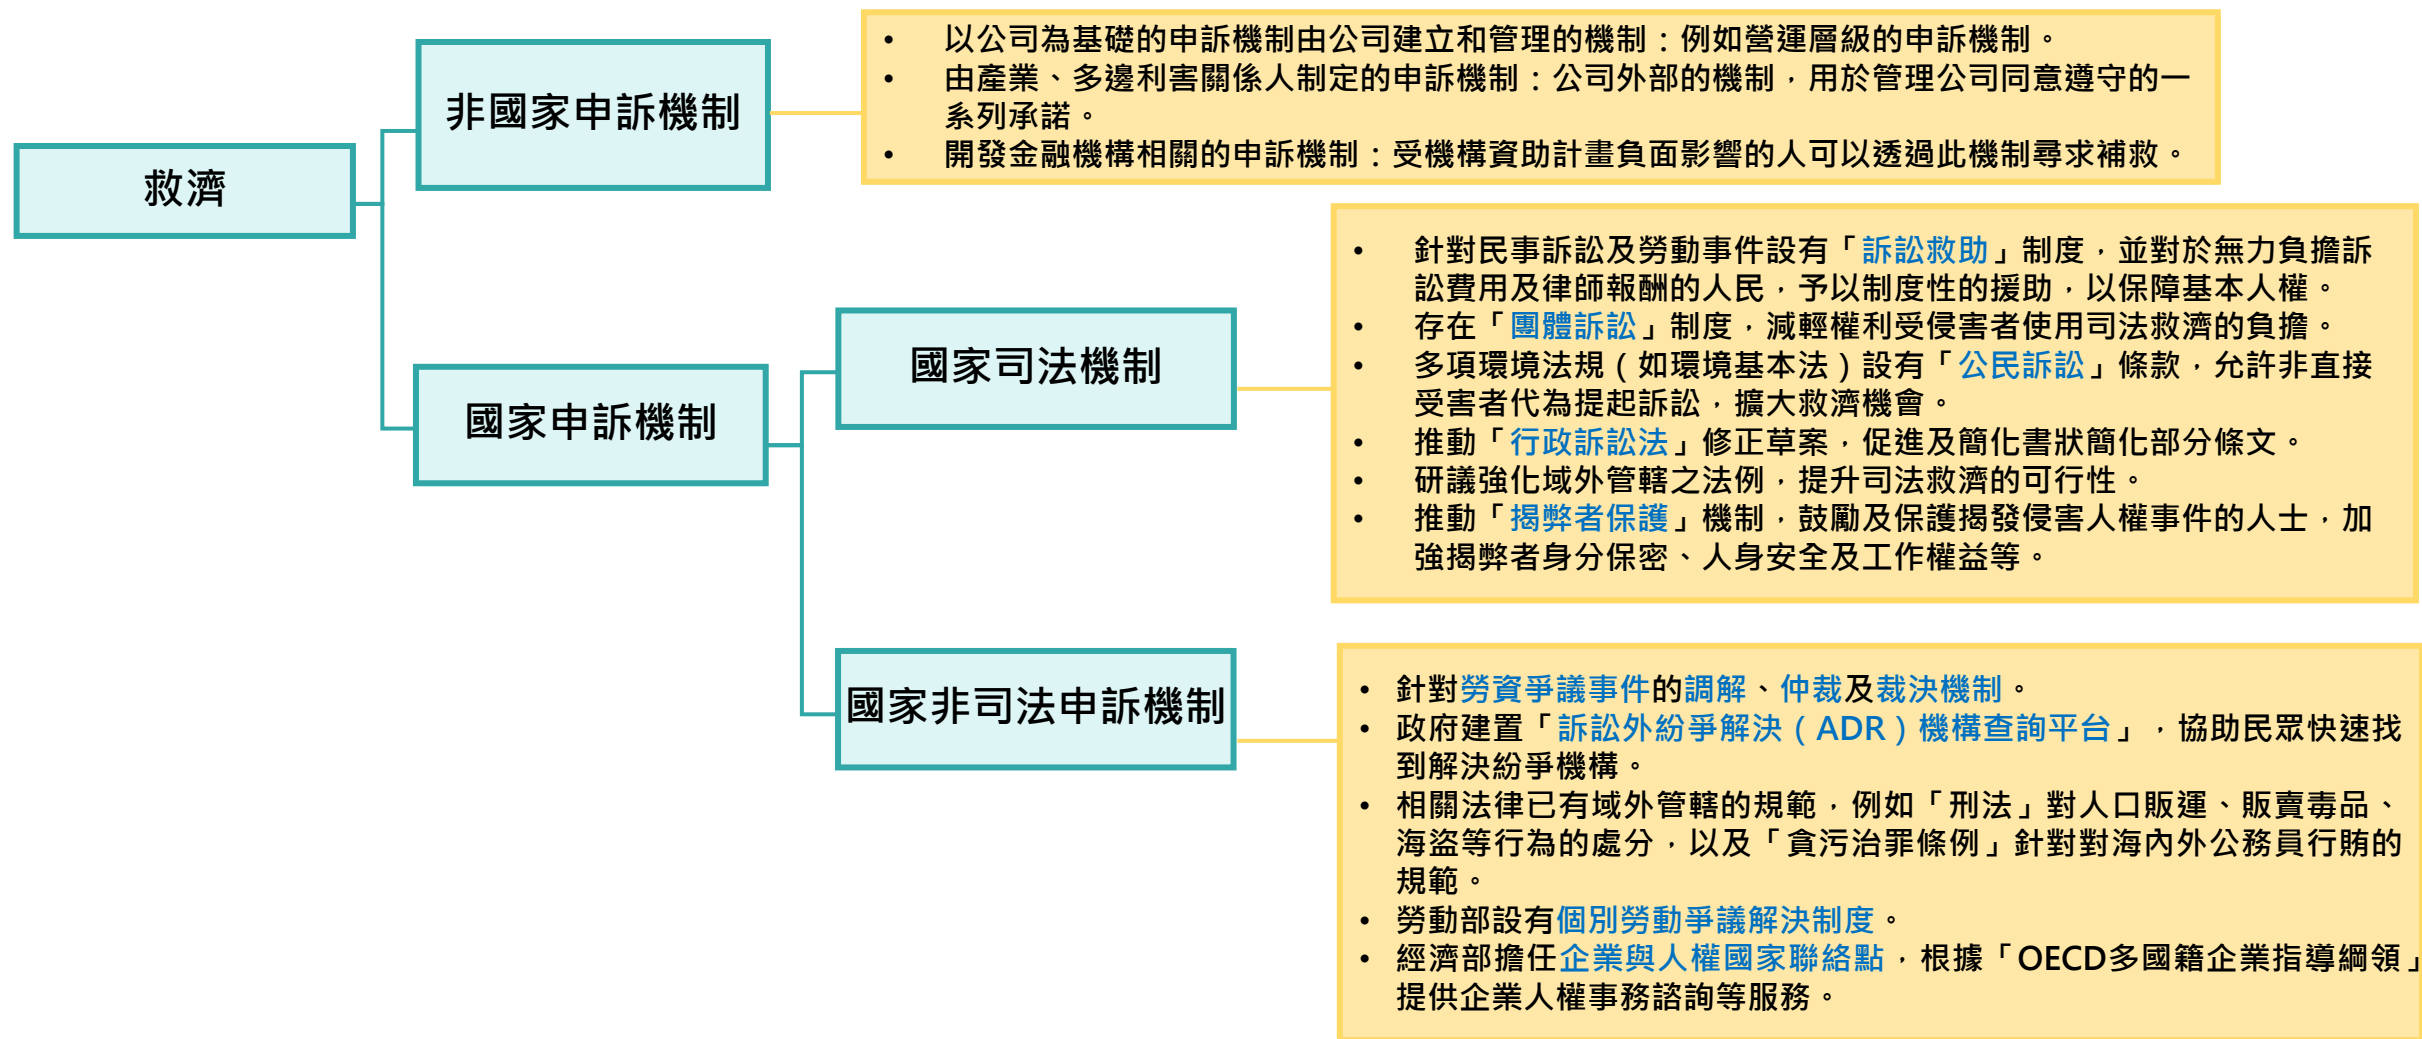 救濟
非國家申訴機制
• 以公司為基礎的申訴機制由公司建立和管理的機制：例如營運層級的申訴機制。
• 由產業、多邊利害關係人制定的申訴機制：公司外部的機制，用於管理公司同意遵守的一
系列承諾。
• 開發金融機構相關的申訴機制：受機構資助計畫負面影響的人可以透過此機制尋求補救。
國家申訴機制
國家司法機制
• 針對民事訴訟及勞動事件設有「訴訟救助」制度，並對於無力負擔訴
訟費用及律師報酬的人民，予以制度性的援助，以保障基本人權。
• 存在「團體訴訟」制度，減輕權利受侵害者使用司法救濟的負擔。
• 多項環境法規（如環境基本法）設有「公民訴訟」條款，允許非直接
受害者代為提起訴訟，擴大救濟機會。
• 推動「行政訴訟法」修正草案，促進及簡化書狀簡化部分條文。
• 研議強化域外管轄之法例，提升司法救濟的可行性。
• 推動「揭弊者保護」機制，鼓勵及保護揭發侵害人權事件的人士，加
強揭弊者身分保密、人身安全及工作權益等。
國家非司法申訴機制
• 針對勞資爭議事件的調解、仲裁及裁決機制。
• 政府建置「訴訟外紛爭解決（ADR）機構查詢平台」，協助民眾快速找
到解決紛爭機構。
• 相關法律已有域外管轄的規範，例如「刑法」對人口販運、販賣毒品、
海盜等行為的處分，以及「貪污治罪條例」針對對海內外公務員行賄的
規範。
• 勞動部設有個別勞動爭議解決制度。
• 經濟部擔任企業與人權國家聯絡點，根據「OECD多國籍企業指導綱領」
提供企業人權事務諮詢等服務。